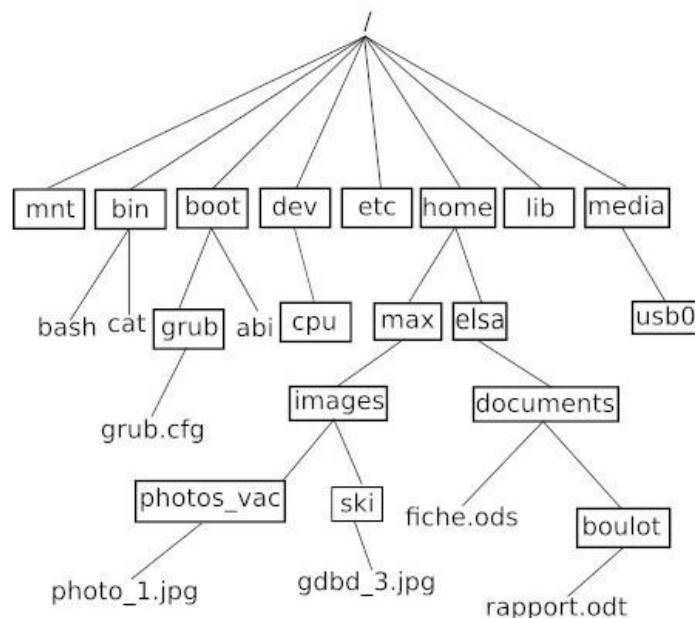 /
mnt bin boot dev etc home lib media
bash cat grub abi cpu max elsa usb0
grub.cfg images documents
photos_vac ski fiche.ods boulot
photo_1.jpg gdbd_3.jpg rapport.odt